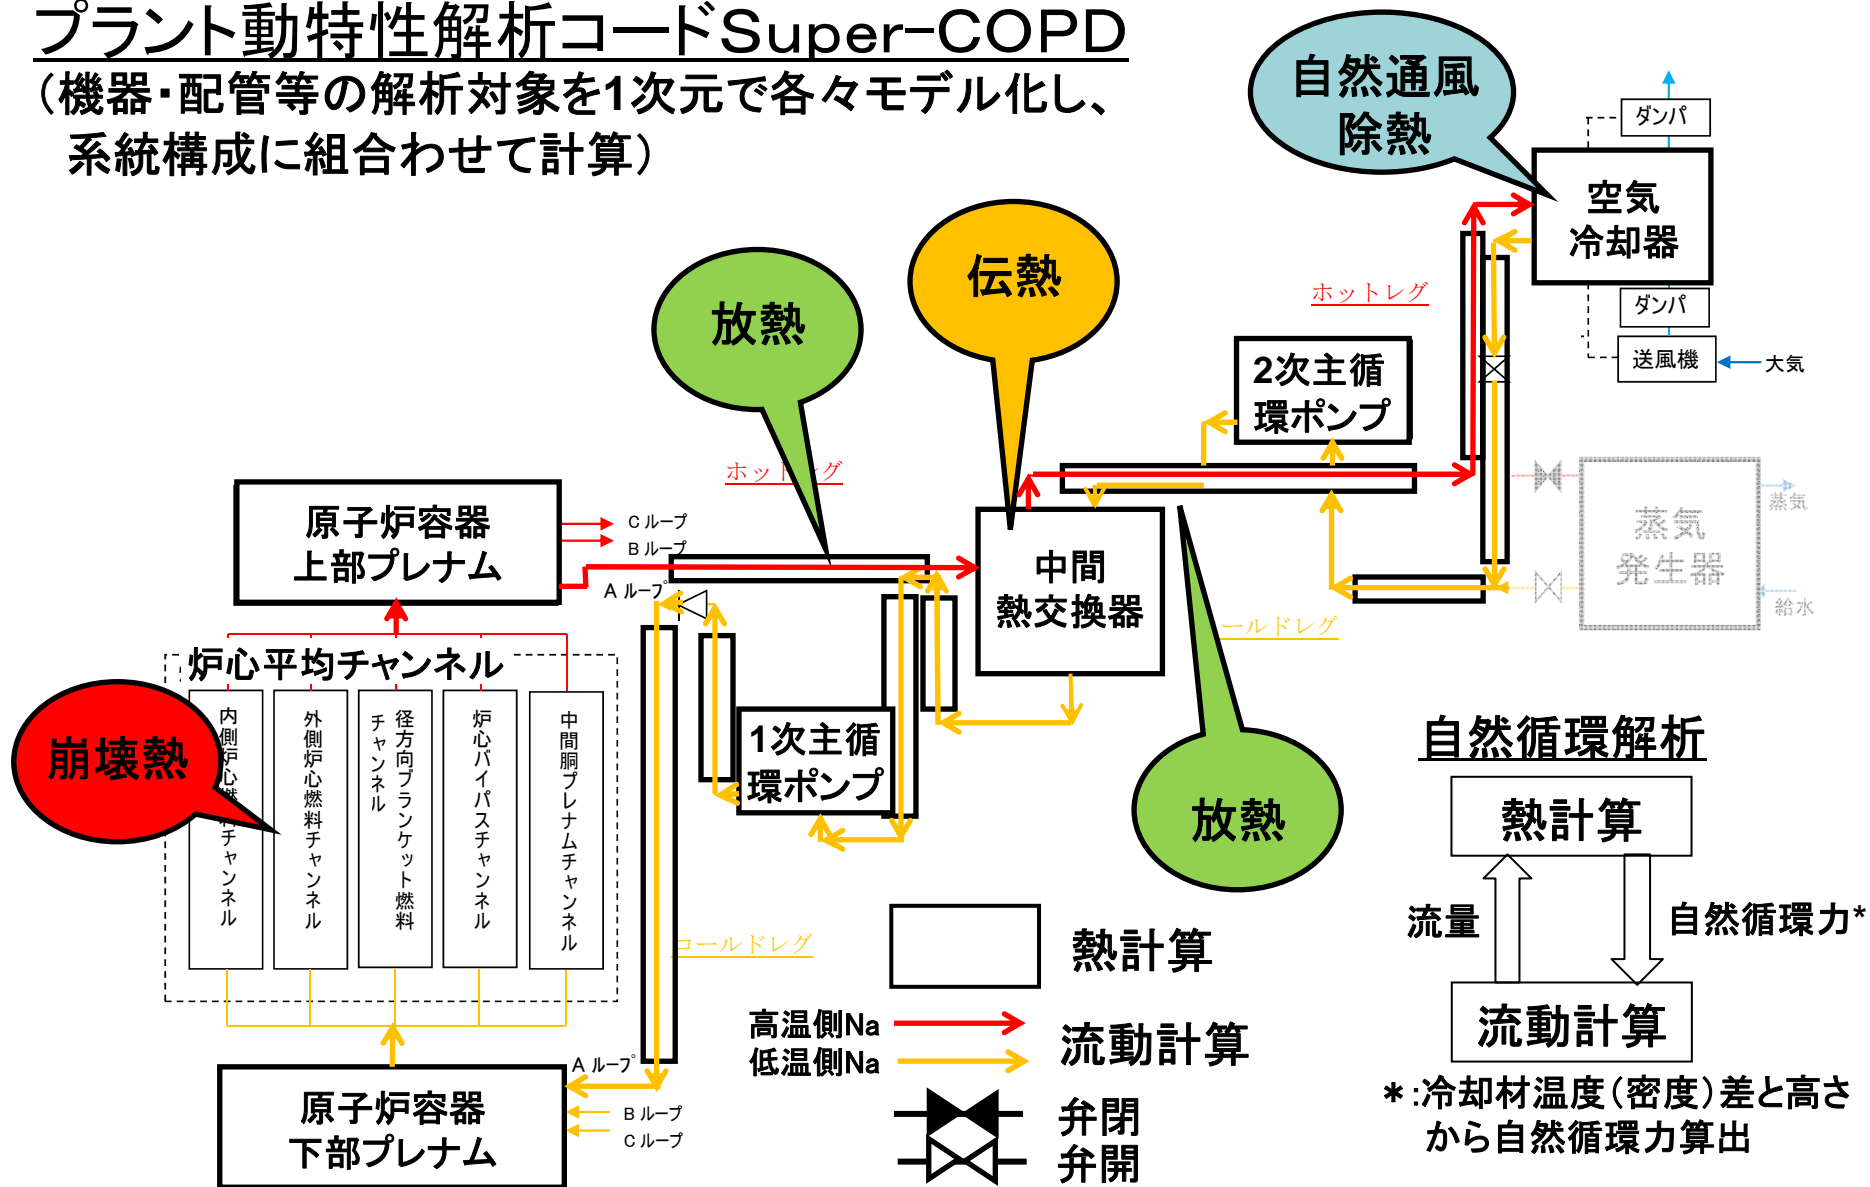 プラント動特性解析コードSuper-COPD
（機器・配管等の解析対象を1次元で各々モデル化し、
系統構成に組合わせて計算）
自然通風
除熱
ダンパ
空気
冷却器
ダンパ
送風機
大気
ホットレグ
伝熱
放熱
2次主循
環ポンプ
ホットレグ
蒸気
蒸気
発生器
給水
原子炉容器
上部プレナム
C ループ
B ループ
A ループ
中間
熱交換器
ールドレグ
炉心平均チャンネル
内側炉心燃料チャンネル
外側炉心燃料チャンネル
径方向ブランケット燃料
チャンネル
炉心バイパスチャンネル
中間胴プレナムチャンネル
崩壊熱
1次主循
環ポンプ
放熱
コールドレグ
自然循環解析
熱計算
流量
自然循環力*
流動計算
＊:冷却材温度（密度）差と高さ
から自然循環力算出
熱計算
高温側Na
低温側Na
流動計算
弁閉
弁開
A ループ
B ループ
C ループ
原子炉容器
下部プレナム